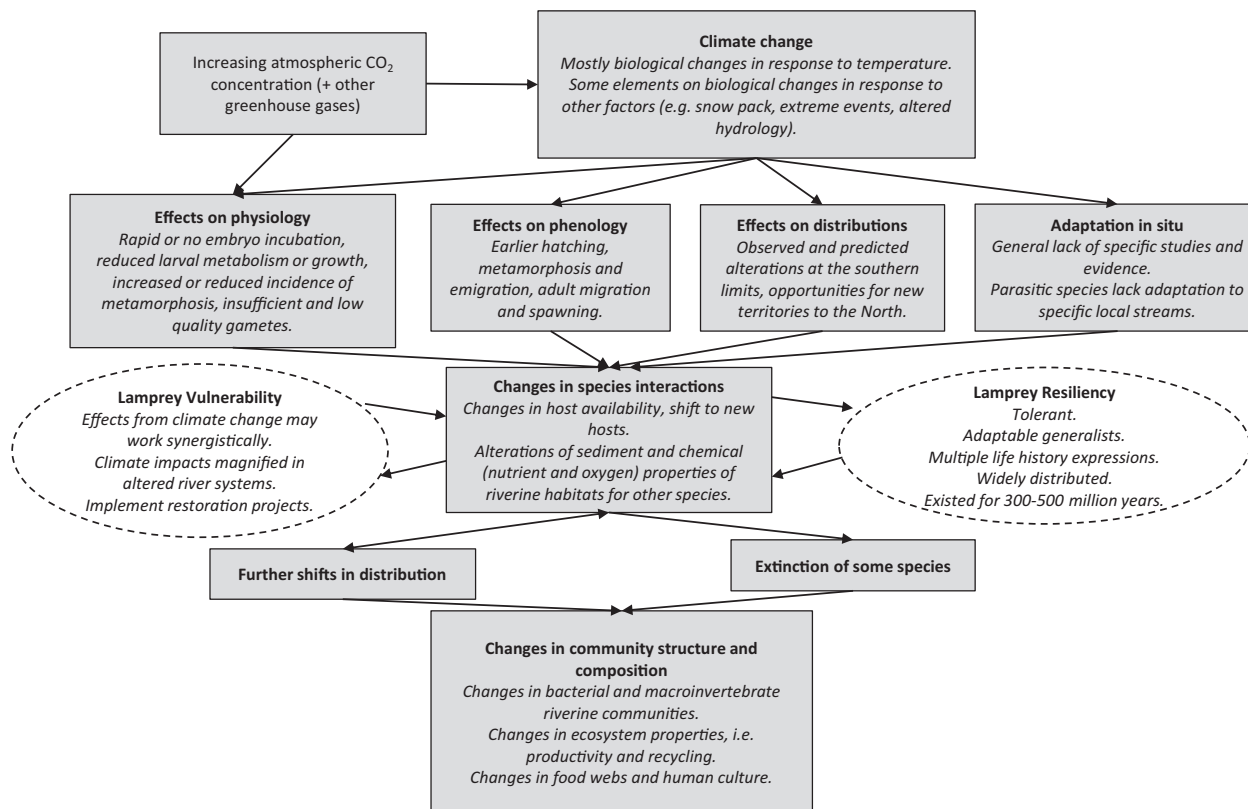 Increasing atmospheric CO₂
concentration (+ other
greenhouse gases)
Climate change
Mostly biological changes in response to temperature.
Some elements on biological changes in response to
other factors (e.g. snow pack, extreme events, altered
hydrology).
Effects on physiology
Rapid or no embryo incubation,
reduced larval metabolism or growth,
increased or reduced incidence of
metamorphosis, insufficient and low
quality gametes.
Effects on phenology
Earlier hatching,
metamorphosis and
emigration, adult migration
and spawning.
Effects on distributions
Observed and predicted
alterations at the southern
limits, opportunities for new
territories to the North.
Adaptation in situ
General lack of specific studies and
evidence.
Parasitic species lack adaptation to
specific local streams.
Lamprey Vulnerability
Effects from climate change may
work synergistically.
Climate impacts magnified in
altered river systems.
Implement restoration projects.
Changes in species interactions
Changes in host availability, shift to new
hosts.
Alterations of sediment and chemical
(nutrient and oxygen) properties of
riverine habitats for other species.
Lamprey Resiliency
Tolerant.
Adaptable generalists.
Multiple life history expressions.
Widely distributed.
Existed for 300-500 million years.
Further shifts in distribution
Extinction of some species
Changes in community structure and
composition
Changes in bacterial and macroinvertebrate
riverine communities.
Changes in ecosystem properties, i.e.
productivity and recycling.
Changes in food webs and human culture.